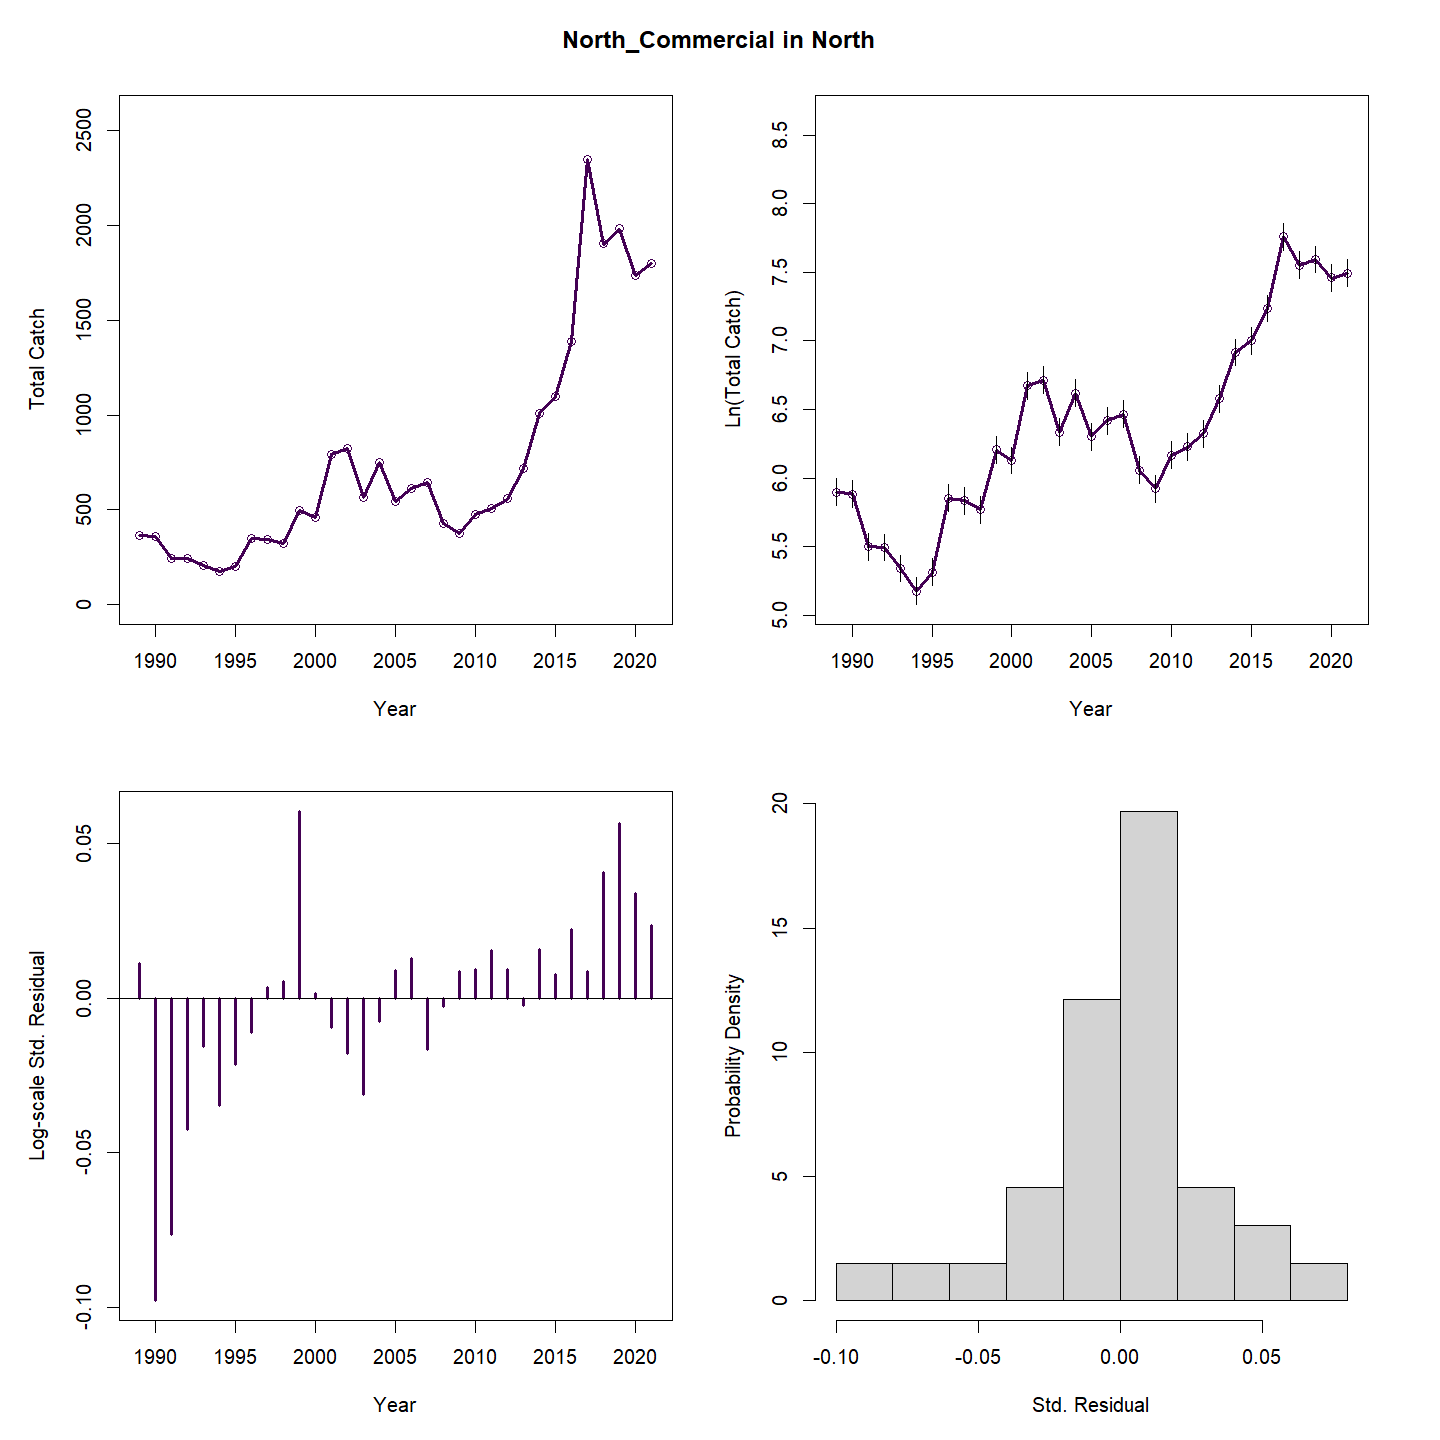 North_Commercial in North
Total Catch
2500
2000
1500
1000
500
0
1990 1995 2000 2005 2010 2015 2020
Year
Ln(Total Catch)
8.5
8.0
7.5
7.0
6.5
6.0
5.5
5.0
1990 1995 2000 2005 2010 2015 2020
Year
Log-scale Std. Residual
0.05
0.00
-0.05
-0.10
1990 1995 2000 2005 2010 2015 2020
Year
Probability Density
20
15
10
5
0
-0.10 -0.05 0.00 0.05
Std. Residual